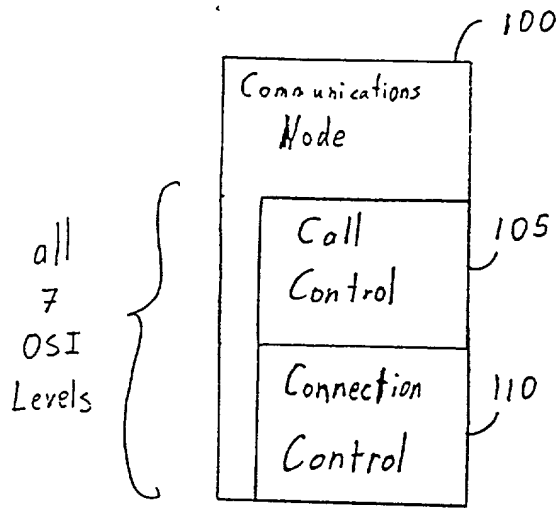 100
Communications
Node
105
Call
Control
all
7
OSI
Levels
110
Connection
Control